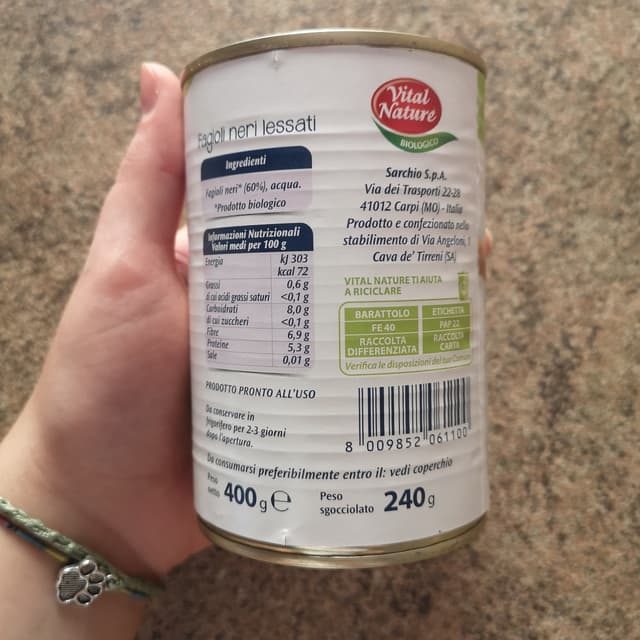 Fagioli neri lessati
Ingredienti
Fagioli neri* (60%), acqua.
*Prodotto biologico
Informazioni Nutrizionali
Valori medi per 100 g
Energia kJ 303
kcal 72
Grassi 0,6 g
di cui acidi grassi saturi <0,1 g
Carboidrati 8,0 g
di cui zuccheri <0,1 g
Fibre 6,9 g
Proteine 5,3 g
Sale 0,01 g
PRODOTTO PRONTO ALL'USO
Da conservare in
frigorifero per 2-3 giorni
dopo l'apertura.
Vital
Nature
BIOLOGICO
Sarchio S.p.A.
Via dei Trasporti 22-28
41012 Carpi (MO) - Italia
Prodotto e confezionato nello
stabilimento di Via Angeloni, 1
Cava de' Tirreni (SA)
VITAL NATURE TI AIUTA
A RICICLARE
BARATTOLO ETICHETTA
FE 40 PAP 22
RACCOLTA DIFFERENZIATA RACCOLTA CARTA
Verifica le disposizioni del tuo Comune
8 009852 061100
Da consumarsi preferibilmente entro il: vedi coperchio
Peso netto 400 g e Peso sgocciolato 240 g